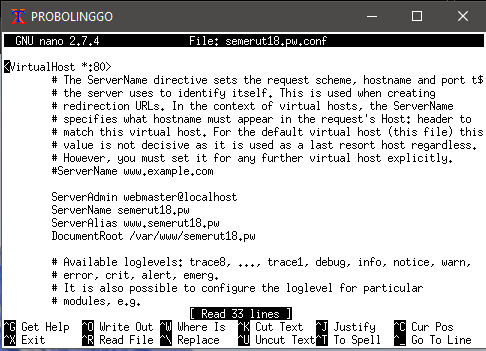 PROBOLINGGO
GNU nano 2.7.4 File: semerut18.pw.conf
<VirtualHost *:80>
# The ServerName directive sets the request scheme, hostname and port t$
# the server uses to identify itself. This is used when creating
# redirection URLs. In the context of virtual hosts, the ServerName
# specifies what hostname must appear in the request's Host: header to
# match this virtual host. For the default virtual host (this file) this
# value is not decisive as it is used as a last resort host regardless.
# However, you must set it for any further virtual host explicitly.
#ServerName www.example.com
ServerAdmin webmaster@localhost
ServerName semerut18.pw
ServerAlias www.semerut18.pw
DocumentRoot /var/www/semerut18.pw
# Available loglevels: trace8, ..., trace1, debug, info, notice, warn,
# error, crit, alert, emerg.
# It is also possible to configure the loglevel for particular
# modules, e.g.
[ Read 33 lines ]
^G Get Help ^O Write Out ^W Where Is ^K Cut Text ^J Justify ^C Cur Pos
^X Exit ^R Read File ^\ Replace ^U Uncut Text ^T To Spell ^_ Go To Line